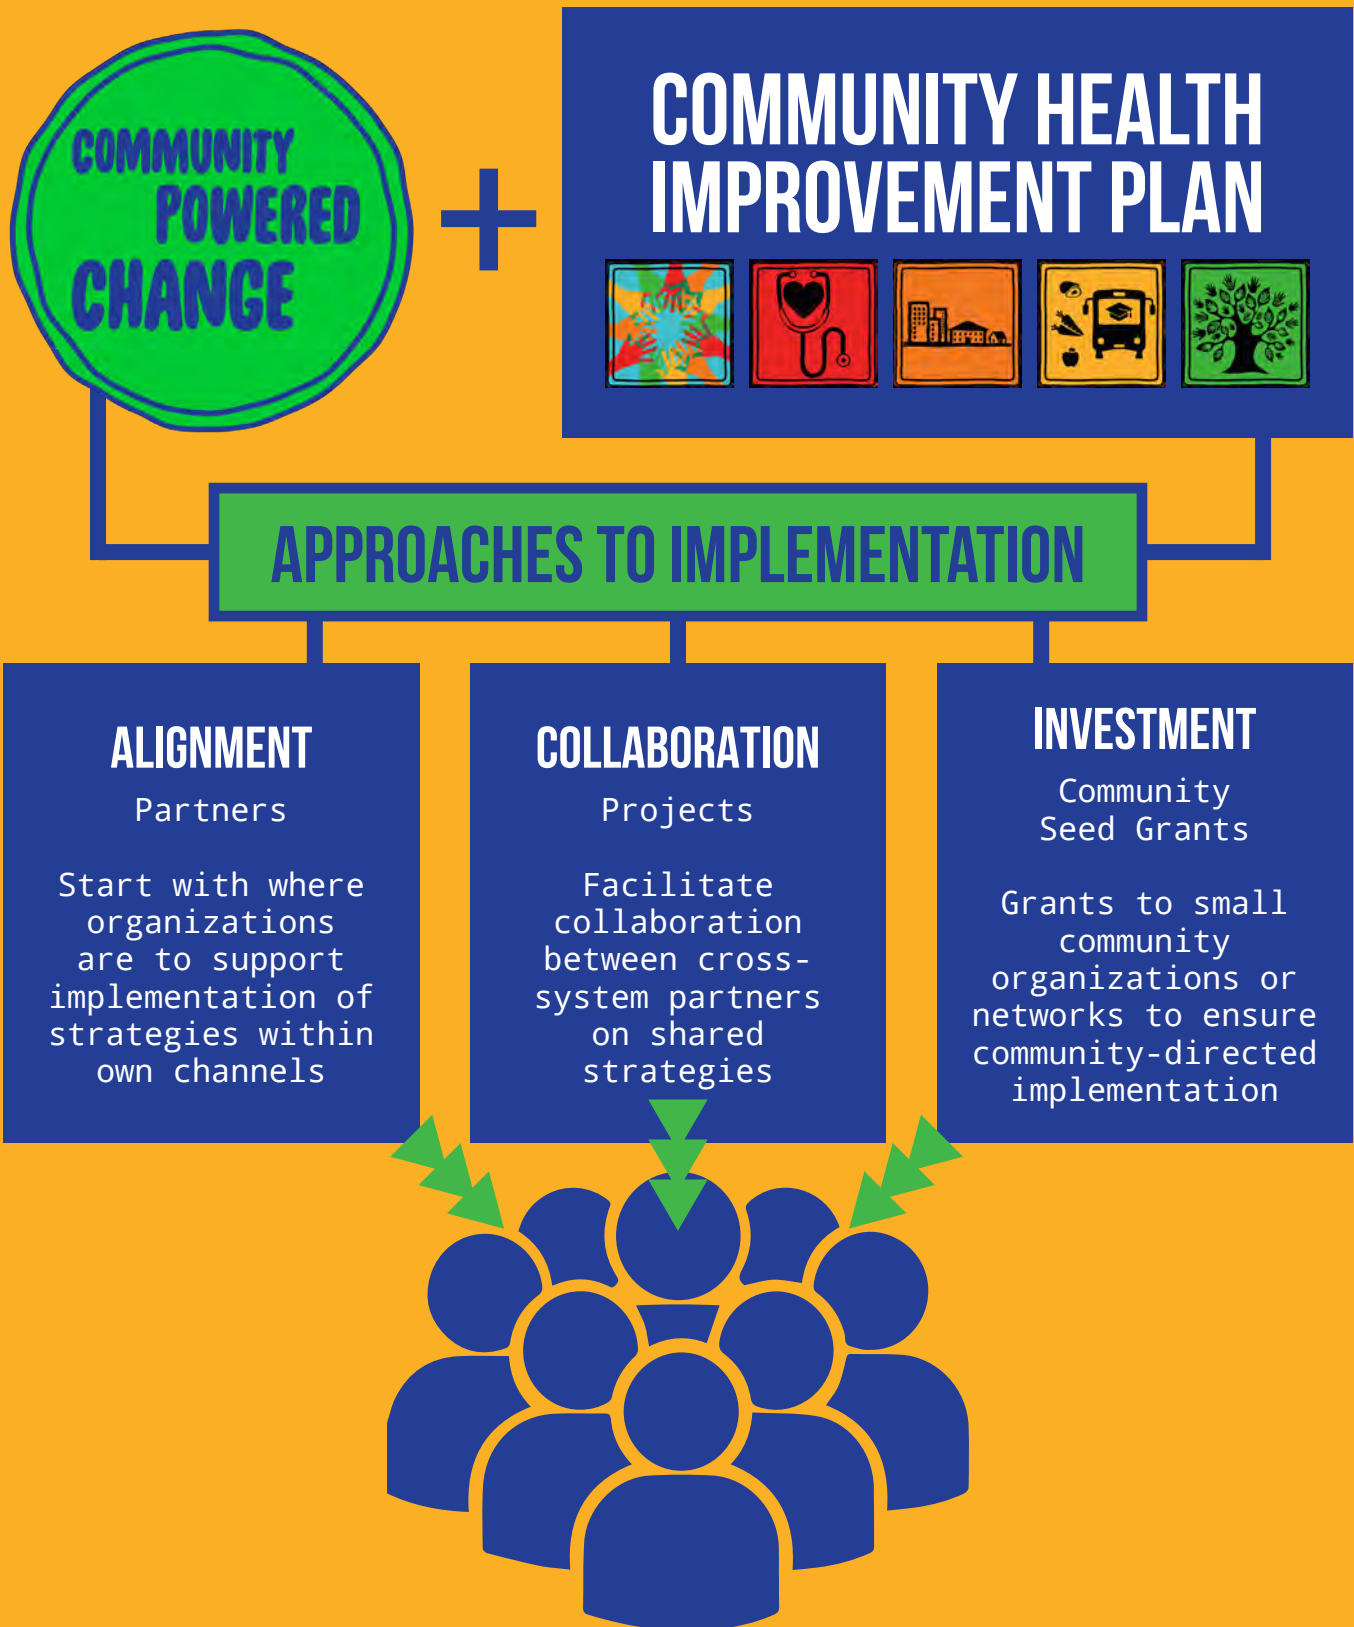 COMMUNITY
POWERED
CHANGE
+
COMMUNITY HEALTH
IMPROVEMENT PLAN
APPROACHES TO IMPLEMENTATION
ALIGNMENT
Partners
Start with where
organizations
are to support
implementation of
strategies within
own channels
COLLABORATION
Projects
Facilitate
collaboration
between cross-
system partners
on shared
strategies
INVESTMENT
Community
Seed Grants
Grants to small
community
organizations or
networks to ensure
community-directed
implementation